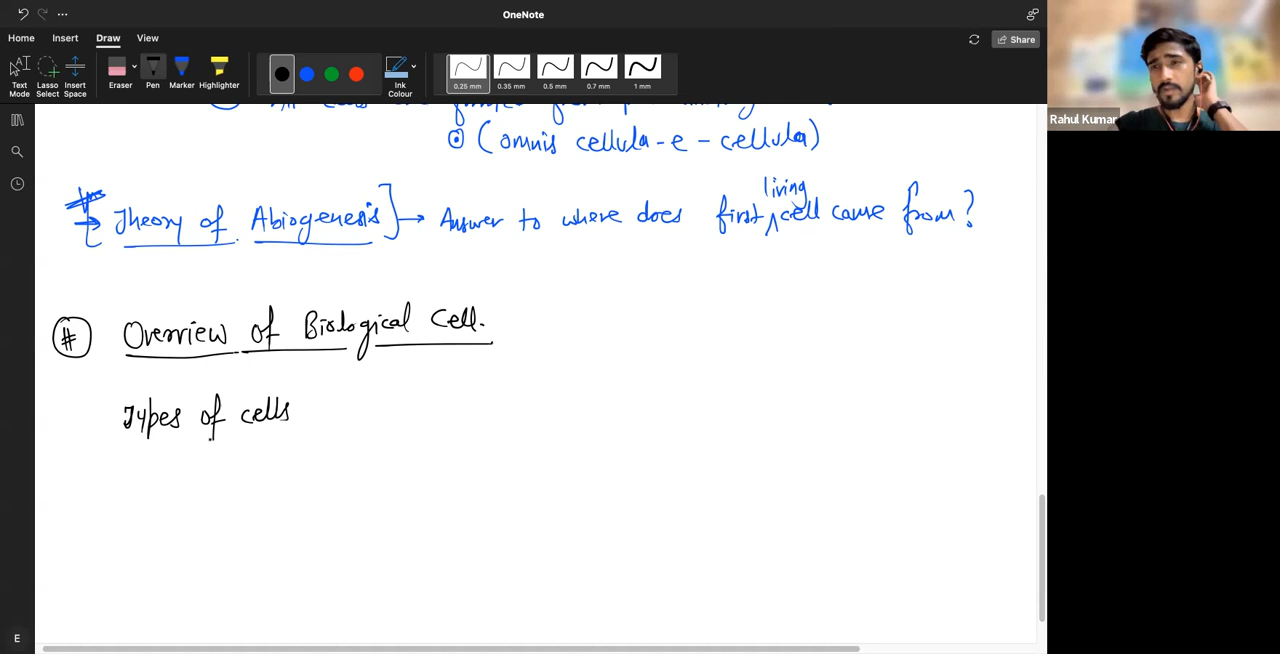 OneNote
Home Insert Draw View
Share
Text Mode
Lasso Select
Insert Space
Eraser
Pen
Marker
Highlighter
Ink Colour
0.25 mm
0.35 mm
0.5 mm
0.7 mm
1 mm
Rahul Kumar
(omnis cellula-e-cellula)
Theory of Abiogenesis → Answer to where does first living cell came from?
# Overview of Biological Cell.
Types of cells
E